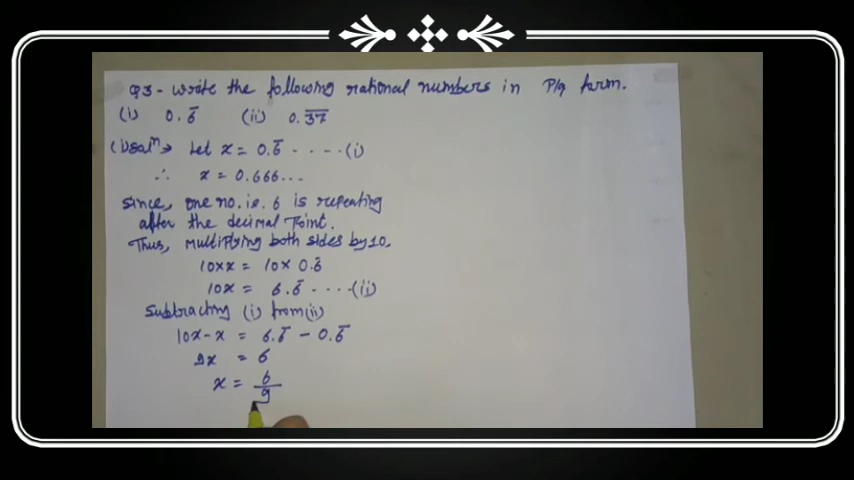 Q3 - Write the following rational numbers in P/q form.
(i) 0.6̅ (ii) 0.3̅7̅
(i) Solⁿ → Let x = 0.6̅ ---- (i)
∴ x = 0.666...
Since, one no. i.e. 6 is repeating
after the decimal Point.
Thus, multiplying both sides by 10.
10×x = 10 × 0.6̅
10x = 6.6̅ ---- (ii)
Subtracting (i) from (ii)
10x - x = 6.6̅ - 0.6̅
9x = 6
x = 6/9